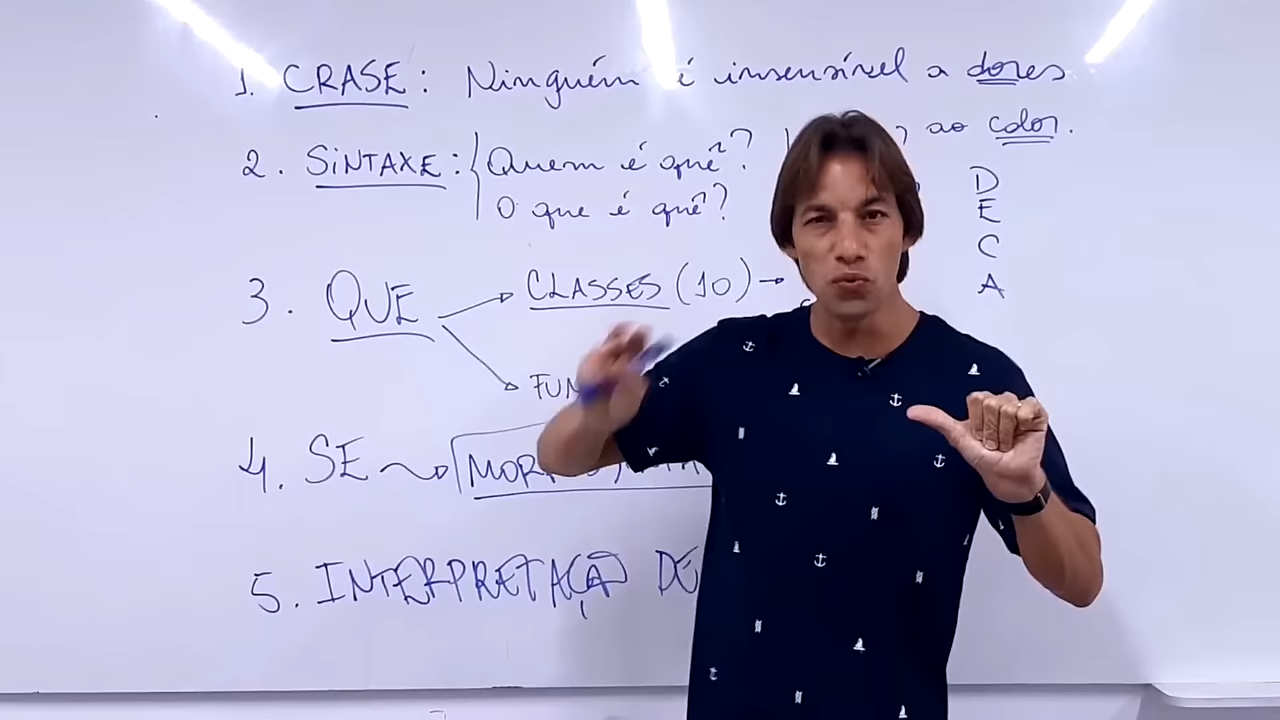 1. CRASE: Ninguém é insensível a dores
ao calor.
2. SINTAXE: Quem é quê?
O que é quê?
D
E
C
A
3. QUE → CLASSES (10) →
FUN
4. SE
5. INTERPRETAÇÃO DE